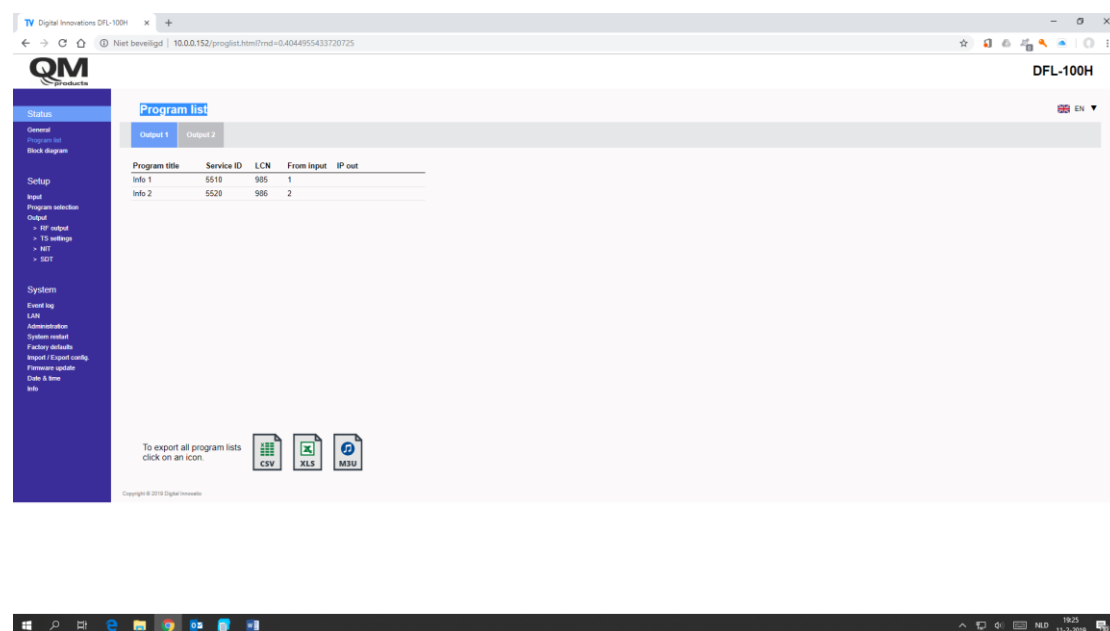 TV Digital Innovations DFL-100H
Niet beveiligd | 10.0.0.152/proglist.html?rnd=0.4044955433720725
QM products
DFL-100H
Status
General
Program list
Block diagram
Setup
Input
Program selection
Output
> RF output
> TS settings
> NIT
> SDT
System
Event log
LAN
Administration
System restart
Factory defaults
Import / Export config.
Firmware update
Date & time
Info
Program list
EN ▼
Output 1 Output 2
Program title Service ID LCN From input IP out
Info 1 5510 985 1
Info 2 5520 986 2
To export all program lists
click on an icon.
CSV XLS M3U
Copyright © 2019 Digital Innovatio
NLD
19:25
11-2-2019